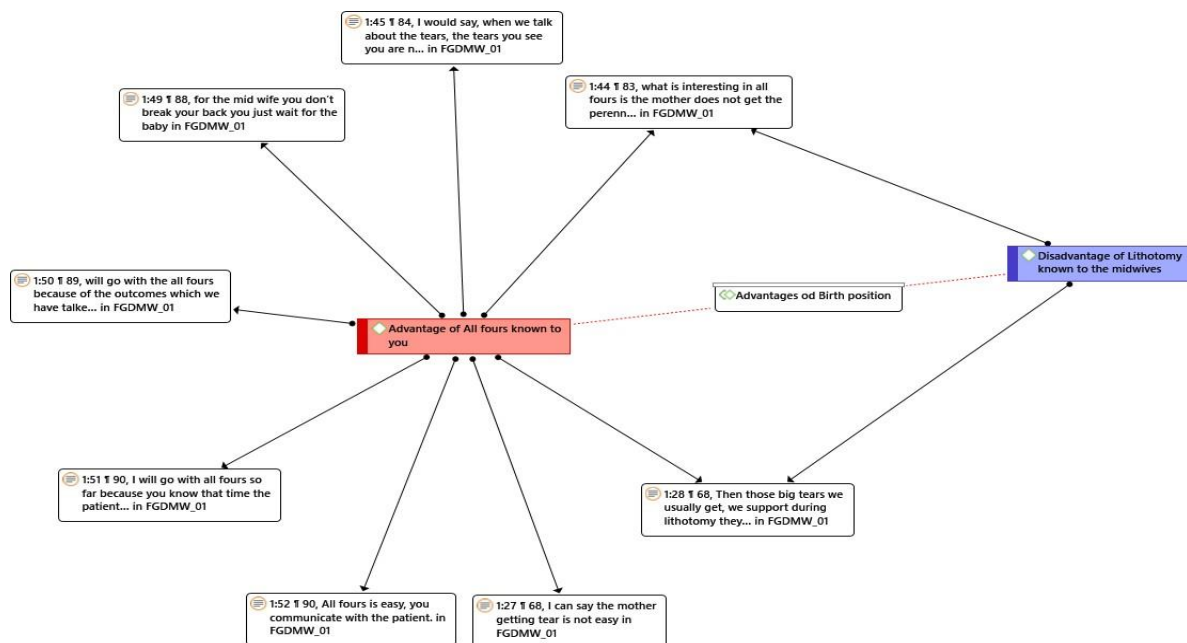 1:45 ¶ 84, I would say, when we talk
about the tears, the tears you see
you are n... in FGDMW_01
1:44 ¶ 83, what is interesting in all
fours is the mother does not get the
perenn... in FGDMW_01
1:49 ¶ 88, for the mid wife you don't
break your back you just wait for the
baby in FGDMW_01
Disadvantage of Lithotomy
known to the midwives
1:50 ¶ 89, will go with the all fours
because of the outcomes which we
have talke... in FGDMW_01
Advantages od Birth position
Advantage of All fours known to
you
1:51 ¶ 90, I will go with all fours so
far because you know that time the
patient... in FGDMW_01
1:28 ¶ 68, Then those big tears we
usually get, we support during
lithotomy they... in FGDMW_01
1:52 ¶ 90, All fours is easy, you
communicate with the patient. in
FGDMW_01
1:27 ¶ 68, I can say the mother
getting tear is not easy in
FGDMW_01